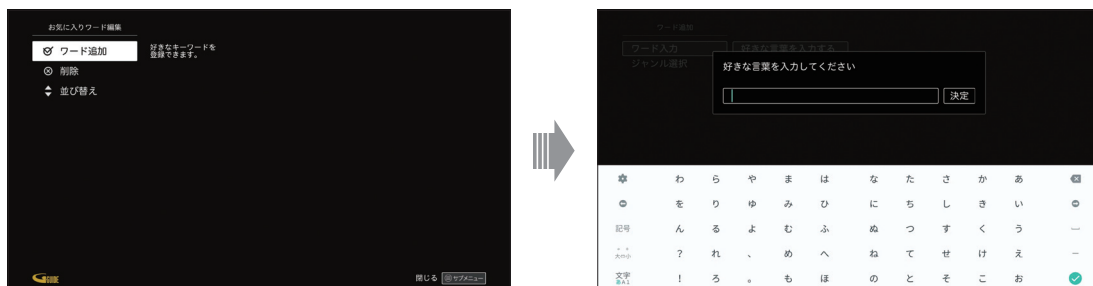 お気に入りワード編集
ワード追加
好きなキーワードを
登録できます。
削除
並び替え
GUIDE
閉じる サブメニュー
ワード追加
ワード入力 好きな言葉を入力する
ジャンル選択
好きな言葉を入力してください
決定
わ ら や ま は な た さ か あ
を り ゆ み ひ に ち し き い
記号 ん る よ む ふ ぬ つ す く う
大⇔小 ? れ 、 め へ ね て せ け え
文字 ! ろ 。 も ほ の と そ こ お
あA1